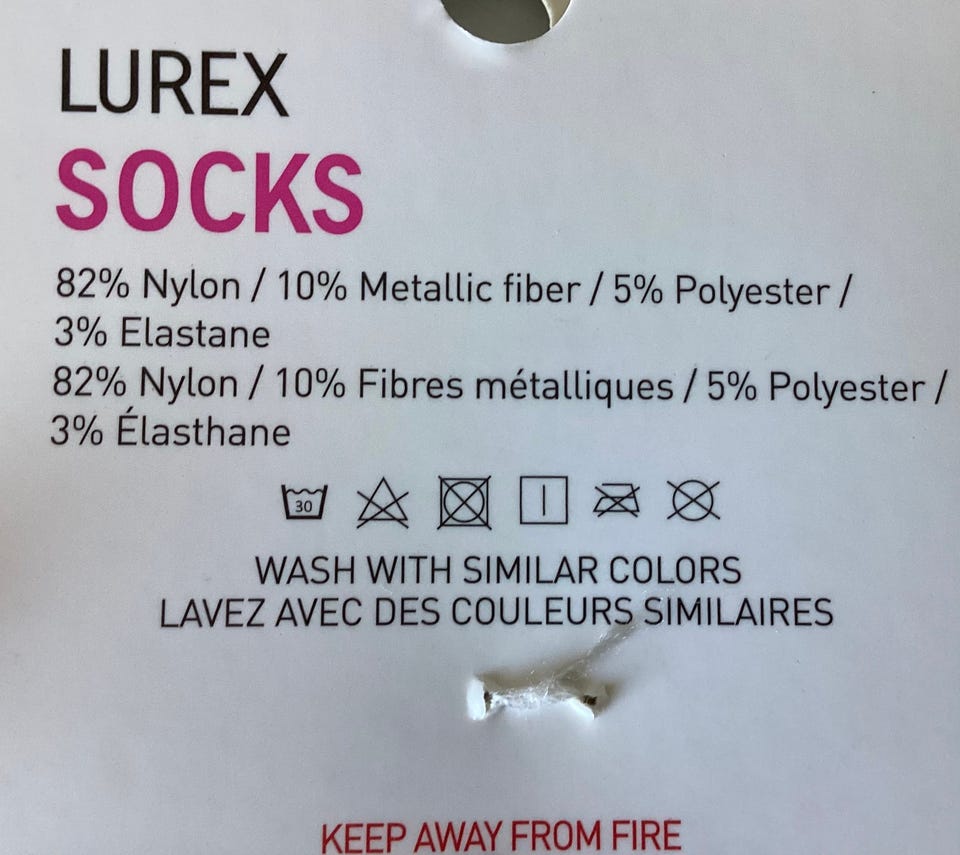 LUREX
SOCKS
82% Nylon / 10% Metallic fiber / 5% Polyester /
3% Elastane
82% Nylon / 10% Fibres métalliques / 5% Polyester /
3% Élasthane
30
WASH WITH SIMILAR COLORS
LAVEZ AVEC DES COULEURS SIMILAIRES
KEEP AWAY FROM FIRE